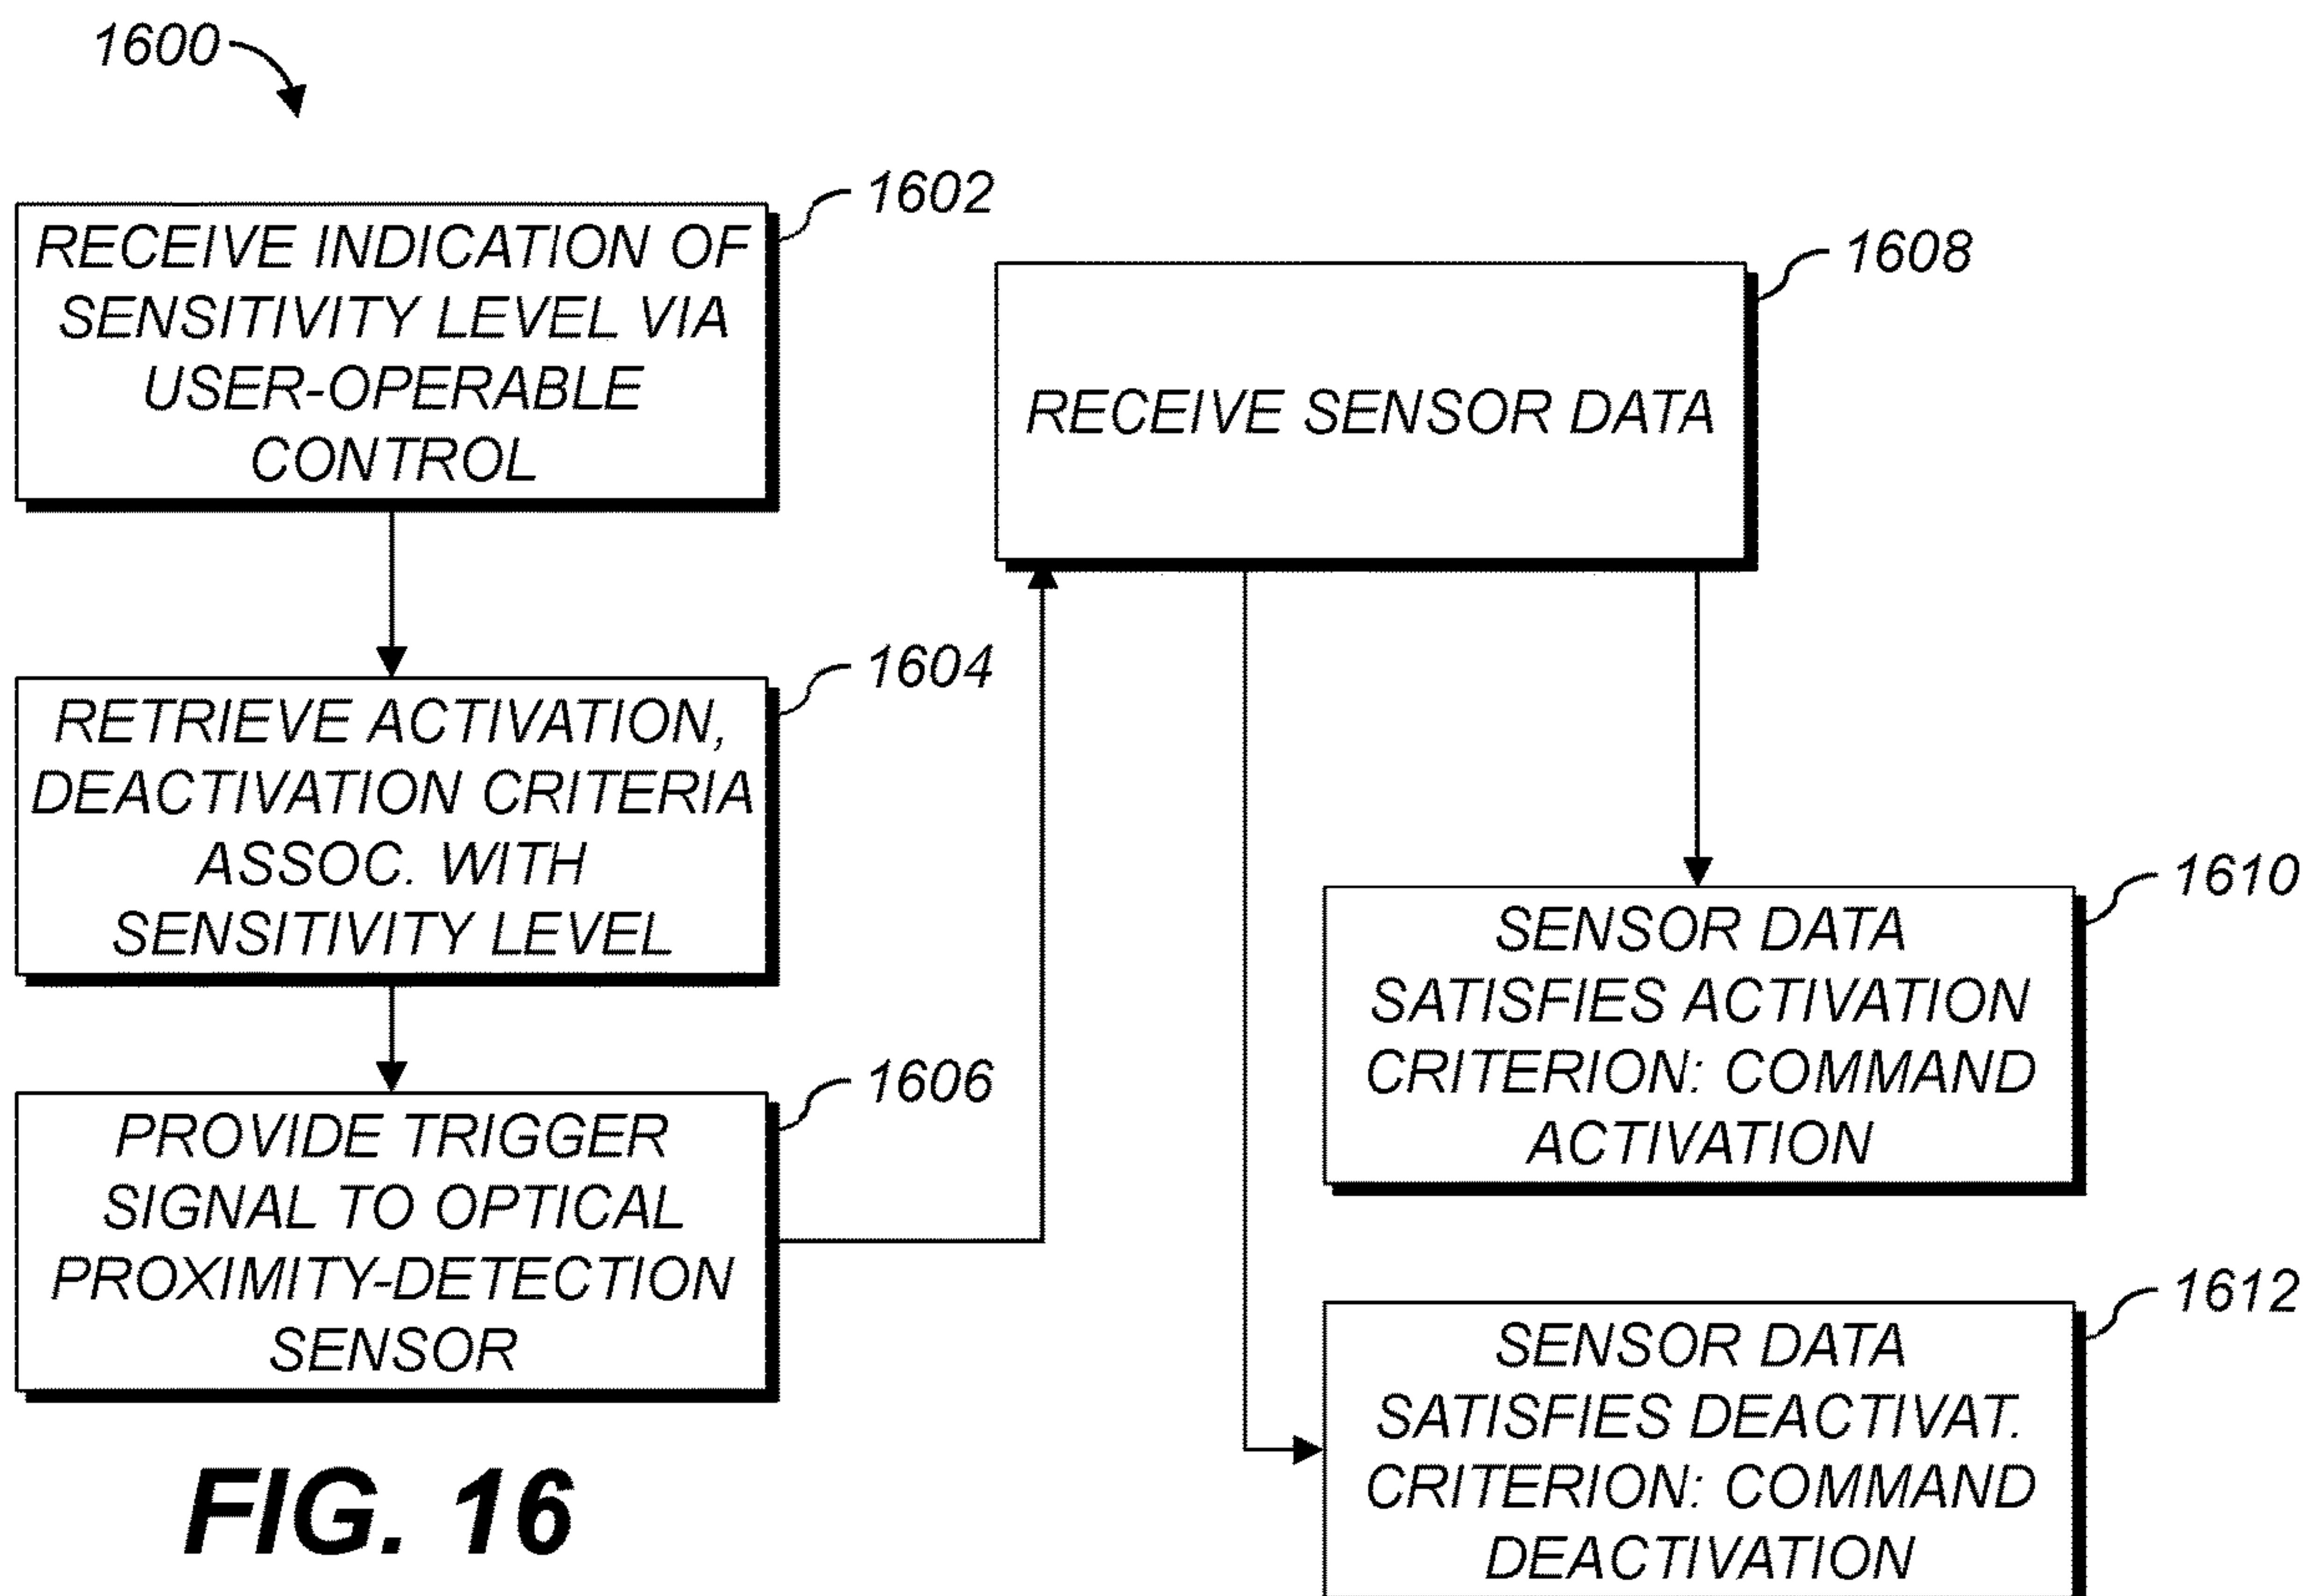 1600
1602
RECEIVE INDICATION OF
SENSITIVITY LEVEL VIA
USER-OPERABLE
CONTROL
1604
RETRIEVE ACTIVATION,
DEACTIVATION CRITERIA
ASSOC. WITH
SENSITIVITY LEVEL
1606
PROVIDE TRIGGER
SIGNAL TO OPTICAL
PROXIMITY-DETECTION
SENSOR
1608
RECEIVE SENSOR DATA
1610
SENSOR DATA
SATISFIES ACTIVATION
CRITERION: COMMAND
ACTIVATION
1612
SENSOR DATA
SATISFIES DEACTIVAT.
CRITERION: COMMAND
DEACTIVATION
FIG. 16